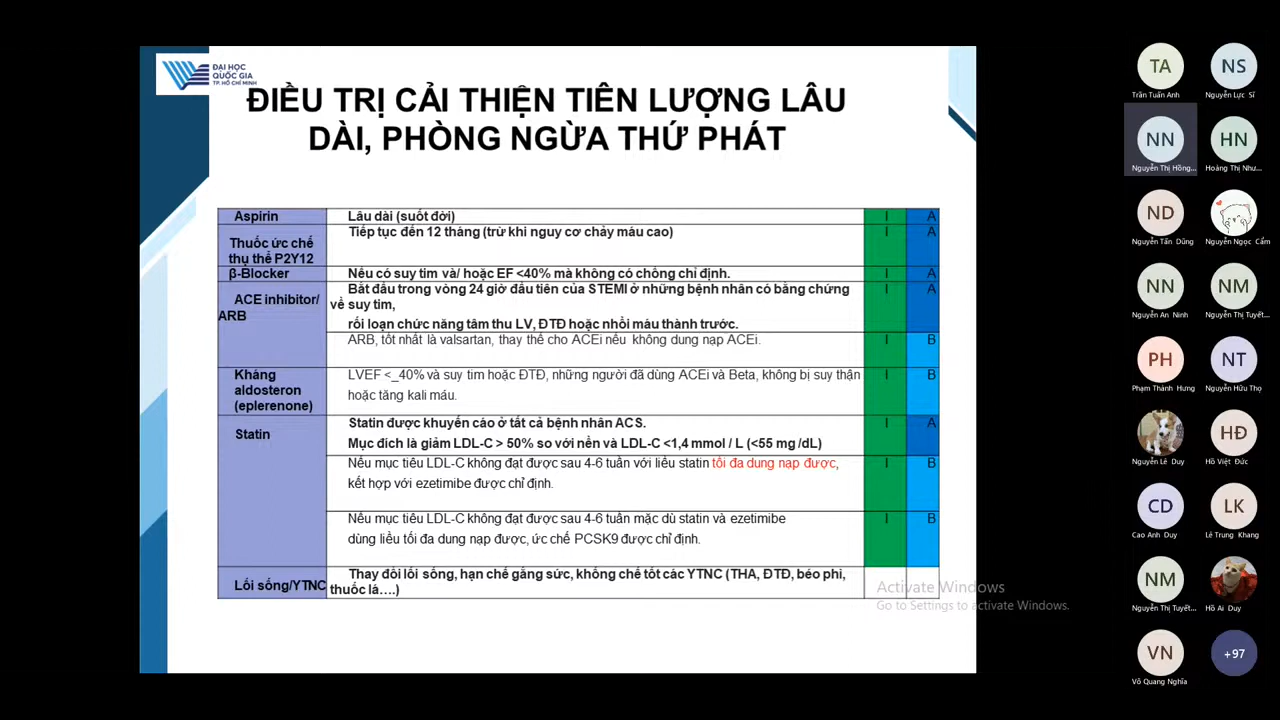 ĐẠI HỌC
QUỐC GIA
TP. HỒ CHÍ MINH
ĐIỀU TRỊ CẢI THIỆN TIÊN LƯỢNG LÂU
DÀI, PHÒNG NGỪA THỨ PHÁT
Aspirin
Lâu dài (suốt đời)
I
A
Thuốc ức chế
thụ thể P2Y12
Tiếp tục đến 12 tháng (trừ khi nguy cơ chảy máu cao)
I
A
β-Blocker
Nếu có suy tim và/ hoặc EF <40% mà không có chống chỉ định.
I
A
ACE inhibitor/
ARB
Bắt đầu trong vòng 24 giờ đầu tiên của STEMI ở những bệnh nhân có bằng chứng
về suy tim,
rối loạn chức năng tâm thu LV, ĐTĐ hoặc nhồi máu thành trước.
I
A
ARB, tốt nhất là valsartan, thay thế cho ACEi nếu không dung nạp ACEi.
I
B
Kháng
aldosteron
(eplerenone)
LVEF <_40% và suy tim hoặc ĐTĐ, những người đã dùng ACEi và Beta, không bị suy thận
hoặc tăng kali máu.
I
B
Statin
Statin được khuyến cáo ở tất cả bệnh nhân ACS.
Mục đích là giảm LDL-C > 50% so với nền và LDL-C <1,4 mmol / L (<55 mg /dL)
I
A
Nếu mục tiêu LDL-C không đạt được sau 4-6 tuần với liều statin tối đa dung nạp được,
kết hợp với ezetimibe được chỉ định.
I
B
Nếu mục tiêu LDL-C không đạt được sau 4-6 tuần mặc dù statin và ezetimibe
dùng liều tối đa dung nạp được, ức chế PCSK9 được chỉ định.
I
B
Lối sống/YTNC
Thay đổi lối sống, hạn chế gắng sức, khống chế tốt các YTNC (THA, ĐTĐ, béo phì,
thuốc lá….)
Activate Windows
Go to Settings to activate Windows.
TA
Trần Tuấn Anh
NS
Nguyễn Lực Sĩ
NN
Nguyễn Thị Hồng...
HN
Hoàng Thị Như...
ND
Nguyễn Tấn Dũng
Nguyễn Ngọc Cẩm
NN
Nguyễn An Ninh
NM
Nguyễn Thị Tuyết...
PH
Phạm Thành Hưng
NT
Nguyễn Hữu Thọ
Nguyễn Lê Duy
HĐ
Hồ Việt Đức
CD
Cao Anh Duy
LK
Lê Trung Khang
NM
Nguyễn Thị Tuyết...
Hồ Ái Duy
VN
Võ Quang Nghĩa
+97